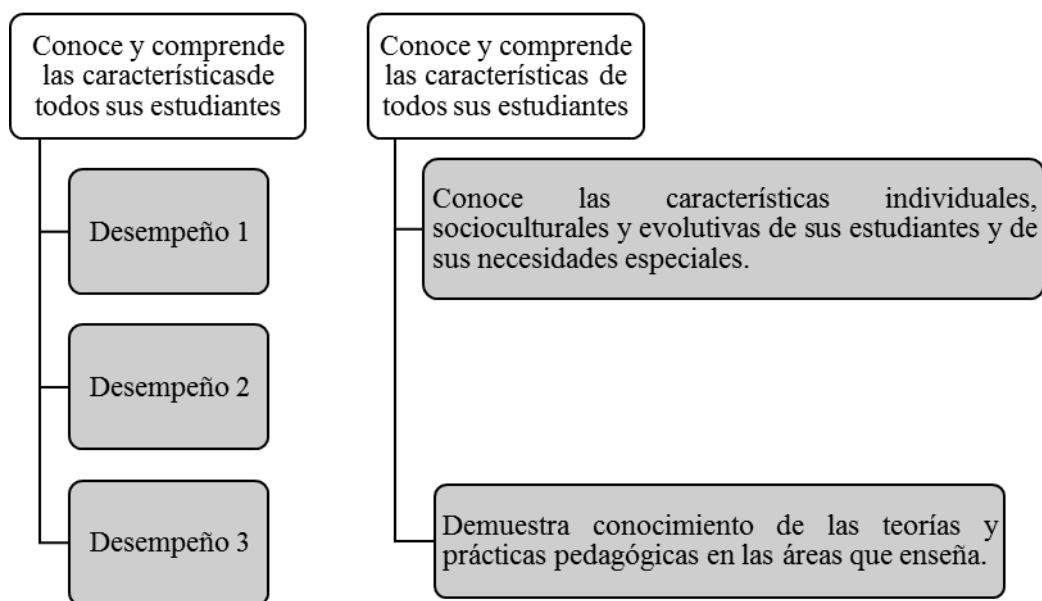 Conoce y comprende
las característicasde
todos sus estudiantes
Desempeño 1
Desempeño 2
Desempeño 3
Conoce y comprende
las características de
todos sus estudiantes
Conoce las características individuales,
socioculturales y evolutivas de sus estudiantes y de
sus necesidades especiales.
Demuestra conocimiento de las teorías y
prácticas pedagógicas en las áreas que enseña.